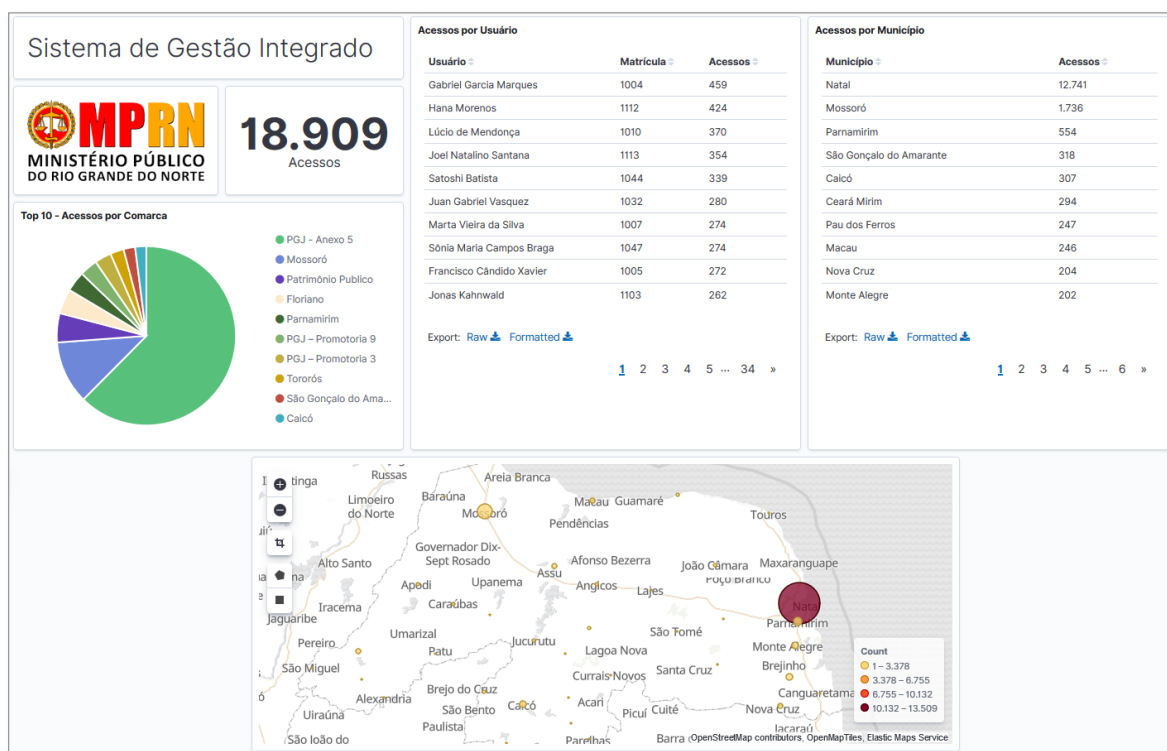 Sistema de Gestão Integrado
MPRN
MINISTÉRIO PÚBLICO
DO RIO GRANDE DO NORTE
18.909
Acessos
Top 10 - Acessos por Comarca
PGJ – Anexo 5
Mossoró
Patrimônio Publico
Floriano
Parnamirim
PGJ – Promotoria 9
PGJ – Promotoria 3
Tororós
São Gonçalo do Ama...
Caicó
Acessos por Usuário
Usuário Matrícula Acessos
Gabriel Garcia Marques 1004 459
Hana Morenos 1112 424
Lúcio de Mendonça 1010 370
Joel Natalino Santana 1113 354
Satoshi Batista 1044 339
Juan Gabriel Vasquez 1032 280
Marta Vieira da Silva 1007 274
Sônia Maria Campos Braga 1047 274
Francisco Cândido Xavier 1005 272
Jonas Kahnwald 1103 262
Export: Raw Formatted
1 2 3 4 5 ... 34 »
Acessos por Município
Município Acessos
Natal 12.741
Mossoró 1.736
Parnamirim 554
São Gonçalo do Amarante 318
Caicó 307
Ceará Mirim 294
Pau dos Ferros 247
Macau 246
Nova Cruz 204
Monte Alegre 202
Export: Raw Formatted
1 2 3 4 5 ... 6 »
Russas
Areia Branca
Limoeiro
do Norte
Baraúna
Mossoró
Macau Guamaré
Pendências
Touros
Governador Dix-
Sept Rosado
Alto Santo
Afonso Bezerra
João Câmara
Maxaranguape
Poço Branco
Assu
Apodi
Upanema
Angicos
Lajes
Iracema
Caraúbas
Natal
Jaguaribe
Parnamirim
Pereiro
Umarizal
Patu
Jucurutu
São Tomé
Lagoa Nova
Monte Alegre
São Miguel
Currais Novos
Santa Cruz
Brejinho
Alexandria
Brejo do Cruz
Canguaretama
Uiraúna
São Bento
Caicó
Acari
Picuí
Cuité
Nova Cruz
Paulista
Jacaraú
São João do
Parelhas
Barra
Count
1 – 3.378
3.378 – 6.755
6.755 – 10.132
10.132 – 13.509
OpenStreetMap contributors, OpenMapTiles, Elastic Maps Service